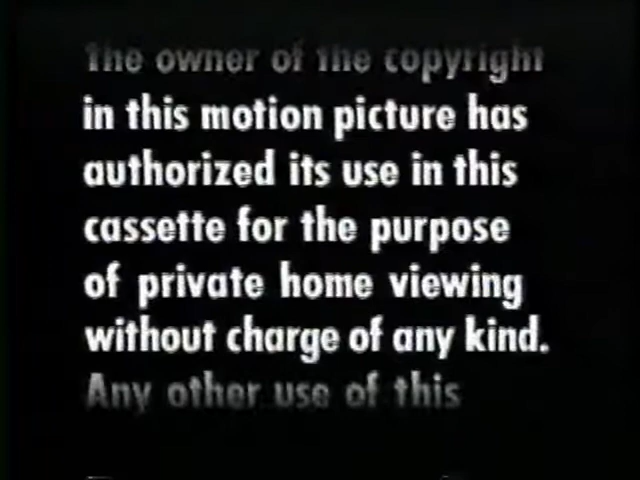 The owner of the copyright
in this motion picture has
authorized its use in this
cassette for the purpose
of private home viewing
without charge of any kind.
Any other use of this